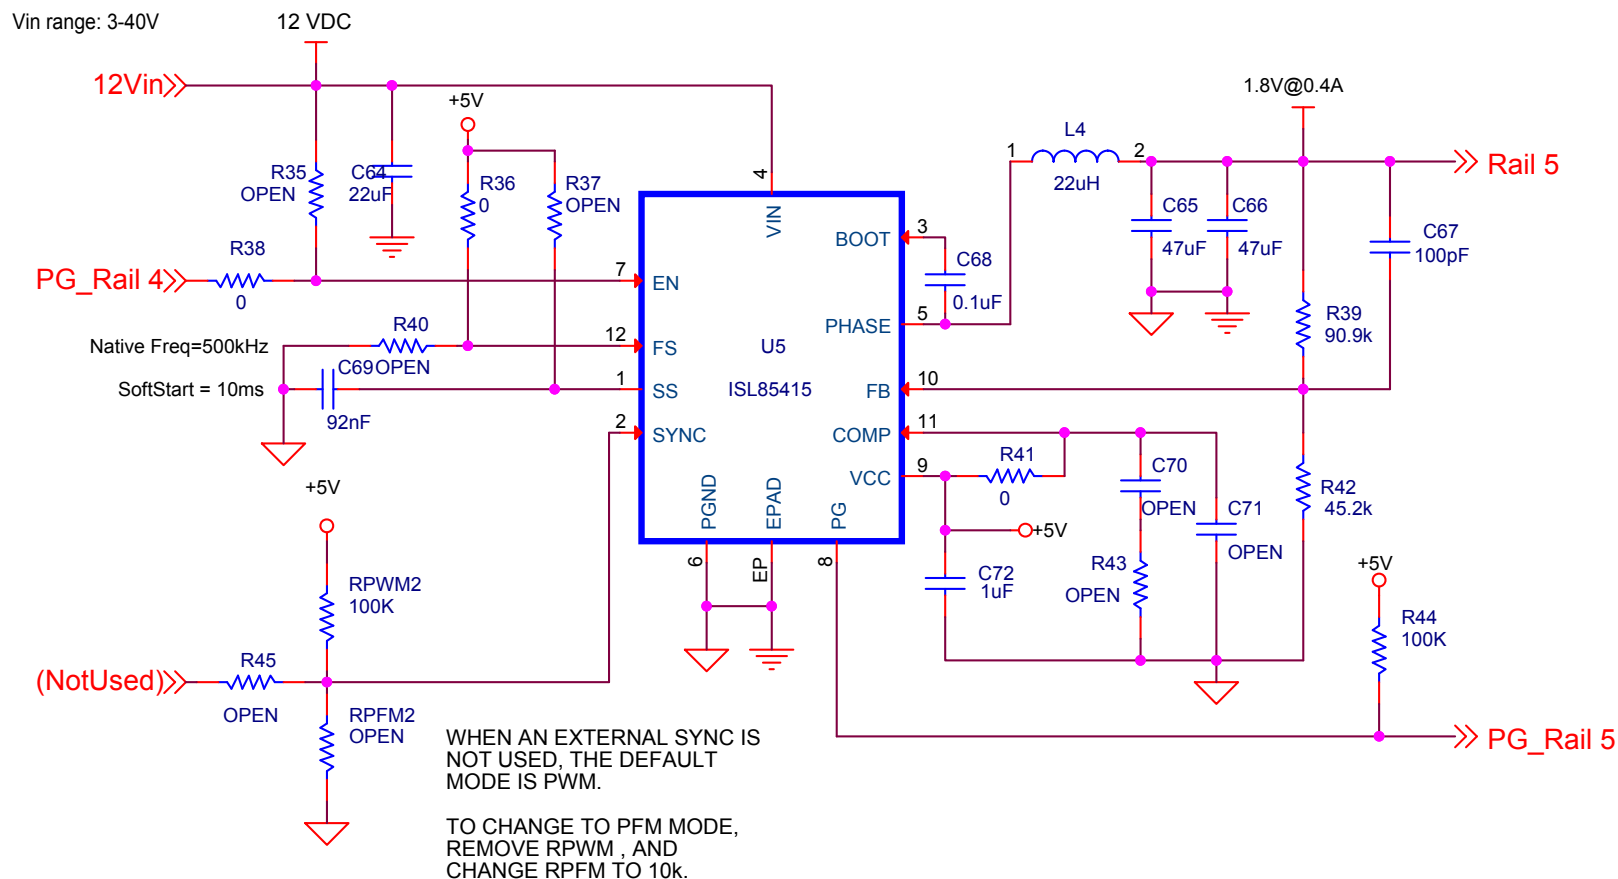 Vin range: 3-40V
12 VDC
12Vin
+5V
1.8V@0.4A
L4
1
2
22uH
Rail 5
R35
OPEN
C64
22uF
R36
0
R37
OPEN
4
VIN
3
BOOT
C65
47uF
C66
47uF
C67
100pF
R38
0
PG_Rail 4
7
EN
C68
0.1uF
5
PHASE
R39
90.9k
R40
OPEN
Native Freq=500kHz
12
FS
U5
ISL85415
C69
92nF
SoftStart = 10ms
1
SS
10
FB
2
SYNC
11
COMP
9
VCC
R41
0
C70
OPEN
C71
OPEN
R42
45.2k
PGND
EPAD
PG
6
EP
8
+5V
+5V
C72
1uF
R43
OPEN
+5V
R44
100K
RPWM2
100K
R45
OPEN
(NotUsed)
RPFM2
OPEN
PG_Rail 5
WHEN AN EXTERNAL SYNC IS
NOT USED, THE DEFAULT
MODE IS PWM.
TO CHANGE TO PFM MODE,
REMOVE RPWM , AND
CHANGE RPFM TO 10k.